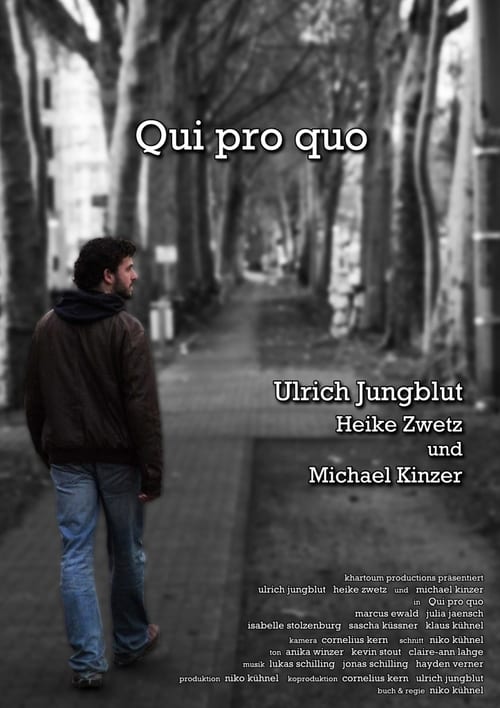 Qui pro quo
Ulrich Jungblut
Heike Zwetz
und
Michael Kinzer
khartoum productions präsentiert
ulrich jungblut heike zwetz und michael kinzer
in Qui pro quo
marcus ewald julia jaensch
isabelle stolzenburg sascha küssner klaus kühnel
kamera cornelius kern schnitt niko kühnel
ton anika winzer kevin stout claire-ann lahge
musik lukas schilling jonas schilling hayden verner
produktion niko kühnel koproduktion cornelius kern ulrich jungblut
buch & regie niko kühnel